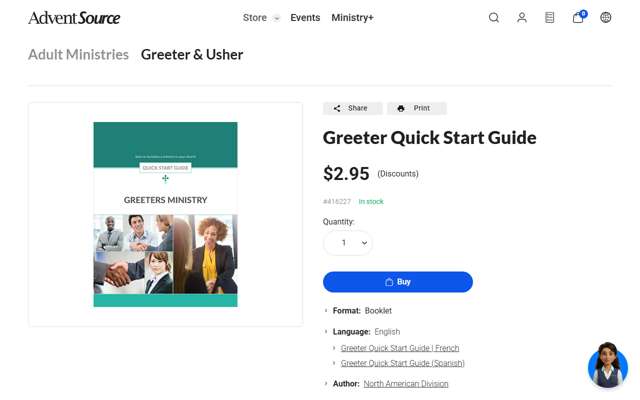 AdventSource
Store
Events
Ministry+
0
Adult Ministries
Greeter & Usher
Share
Print
QUICK START GUIDE
GREETERS MINISTRY
Greeter Quick Start Guide
$2.95 (Discounts)
#416227 In stock
Quantity:
1
Buy
Format: Booklet
Language: English
Greeter Quick Start Guide | French
Greeter Quick Start Guide (Spanish)
Author: North American Division